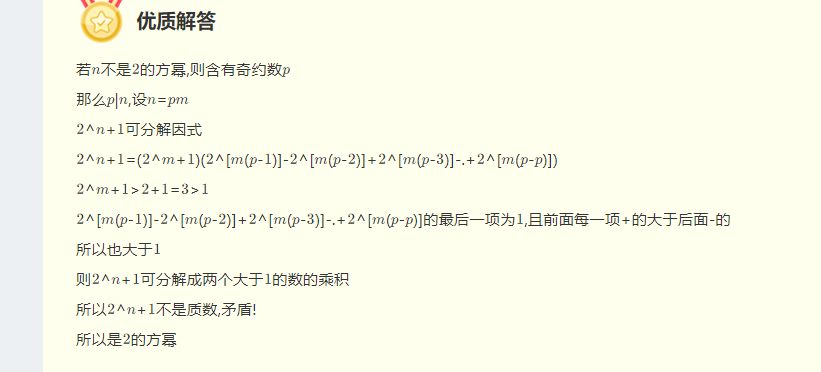 优质解答
若n不是2的方幂,则含有奇约数p
那么p|n,设n=pm
2^n+1可分解因式
2^n+1=(2^m+1)(2^[m(p-1)]-2^[m(p-2)]+2^[m(p-3)]-.+2^[m(p-p)])
2^m+1>2+1=3>1
2^[m(p-1)]-2^[m(p-2)]+2^[m(p-3)]-.+2^[m(p-p)]的最后一项为1,且前面每一项+的大于后面-的
所以也大于1
则2^n+1可分解成两个大于1的数的乘积
所以2^n+1不是质数,矛盾!
所以是2的方幂